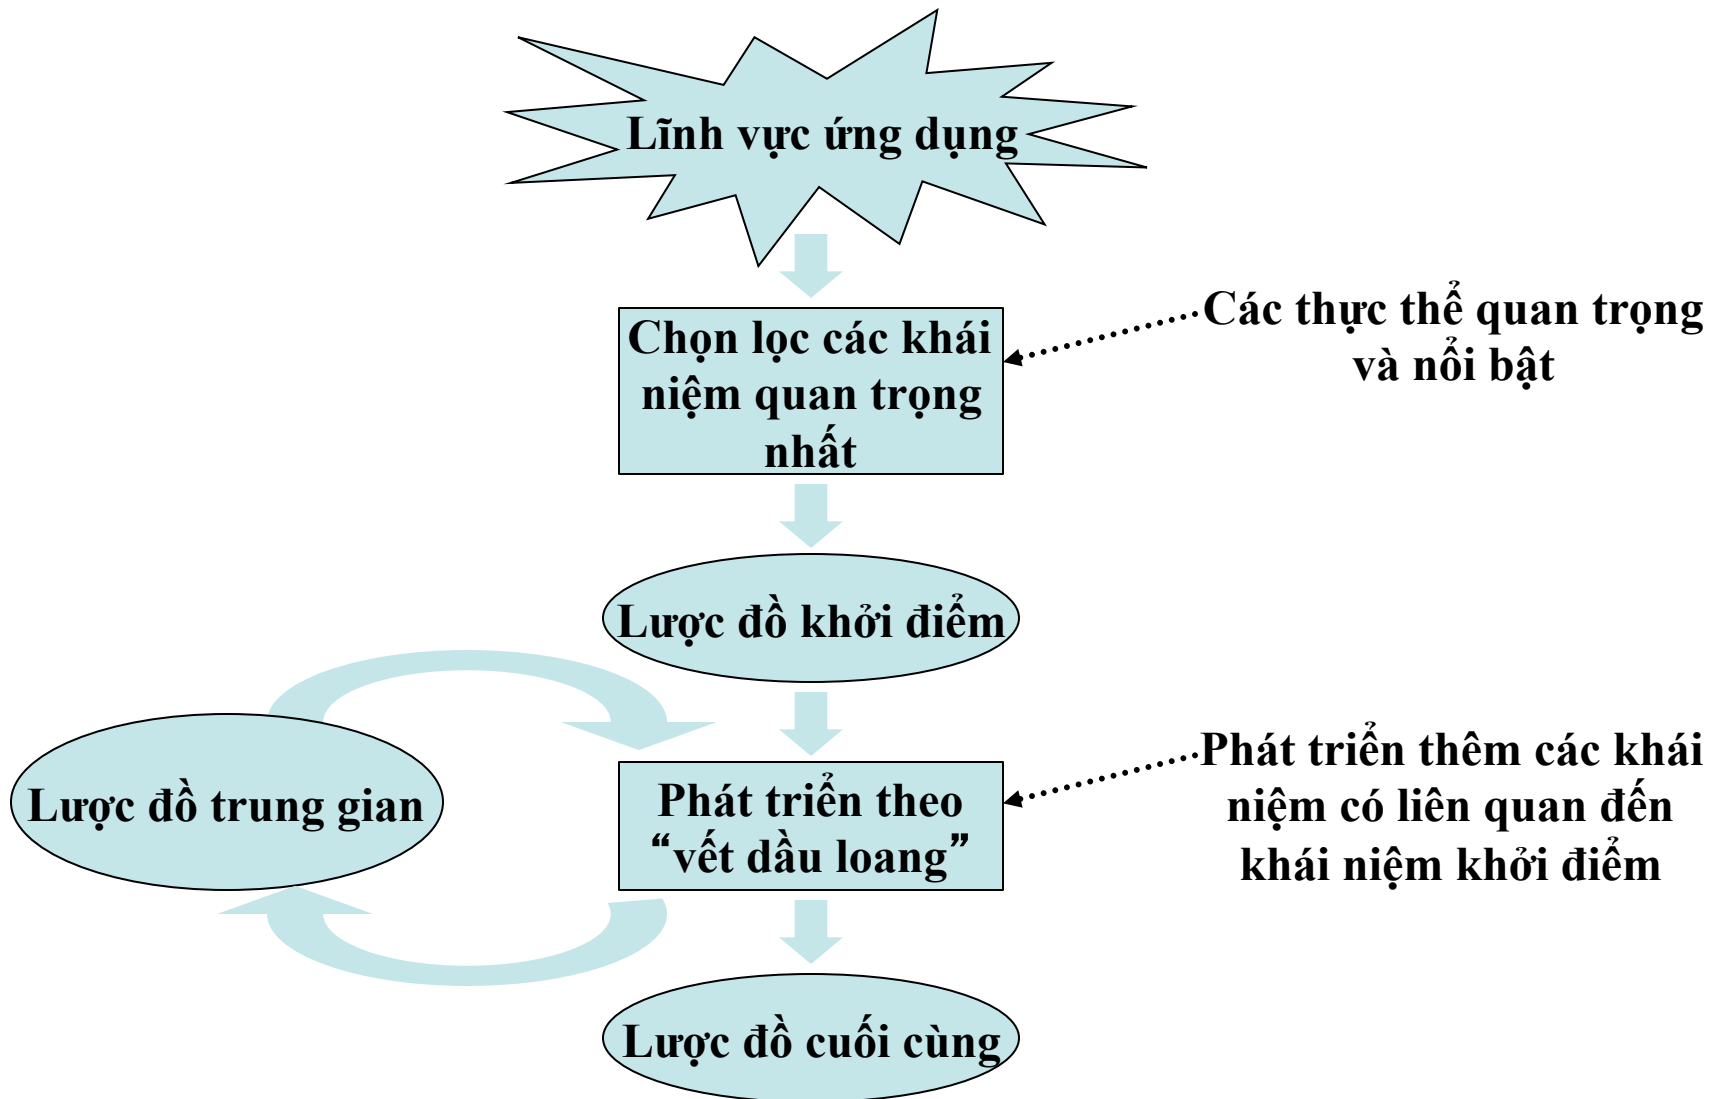 Lĩnh vực ứng dụng
Chọn lọc các khái
niệm quan trọng
nhất
Các thực thể quan trọng
và nổi bật
Lược đồ khởi điểm
Lược đồ trung gian
Phát triển theo
“vết dầu loang”
Phát triển thêm các khái
niệm có liên quan đến
khái niệm khởi điểm
Lược đồ cuối cùng